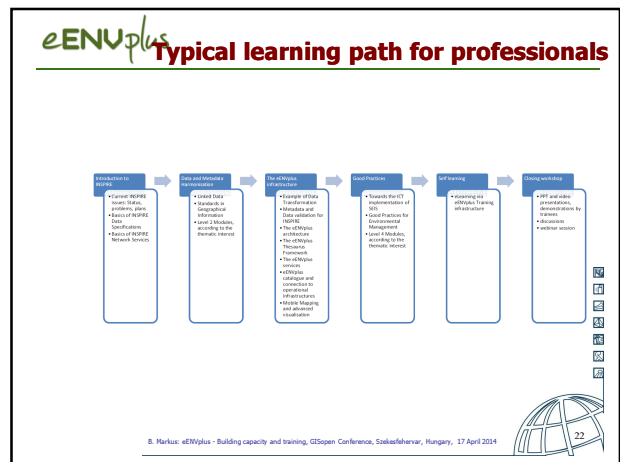 eENVplus
Typical learning path for professionals
Introduction to
INSPIRE
• Current INSPIRE
issues: Status,
problems, plans
• Basics of INSPIRE
Data
Specifications
• Basics of INSPIRE
Network Services
Data and Metadata
Harmonisation
• Linked Data
• Standards in
Geographical
Information
• Level 2 Modules,
according to the
thematic interest
The eENVplus
infrastructure
• Example of Data
Transformation
• Metadata and
Data validation for
INSPIRE
• The eENVplus
architecture
• The eENVplus
Thesaurus
Framework
• The eENVplus
services
• eENVplus
catalogue and
connection to
operational
Infrastructures
• Mobile Mapping
and advanced
visualisation
Good Practices
• Towards the ICT
implementation of
SEIS
• Good Practices for
Environmental
Management
• Level 4 Modules,
according to the
thematic interest
Self learning
• eLearning via
eENVplus Training
infrastructure
Closing workshop
• PPT and video
presentations,
demonstrations by
trainees
• discussions
• webinar session
B. Markus: eENVplus - Building capacity and training, GISopen Conference, Szekesfehervar, Hungary, 17 April 2014
22